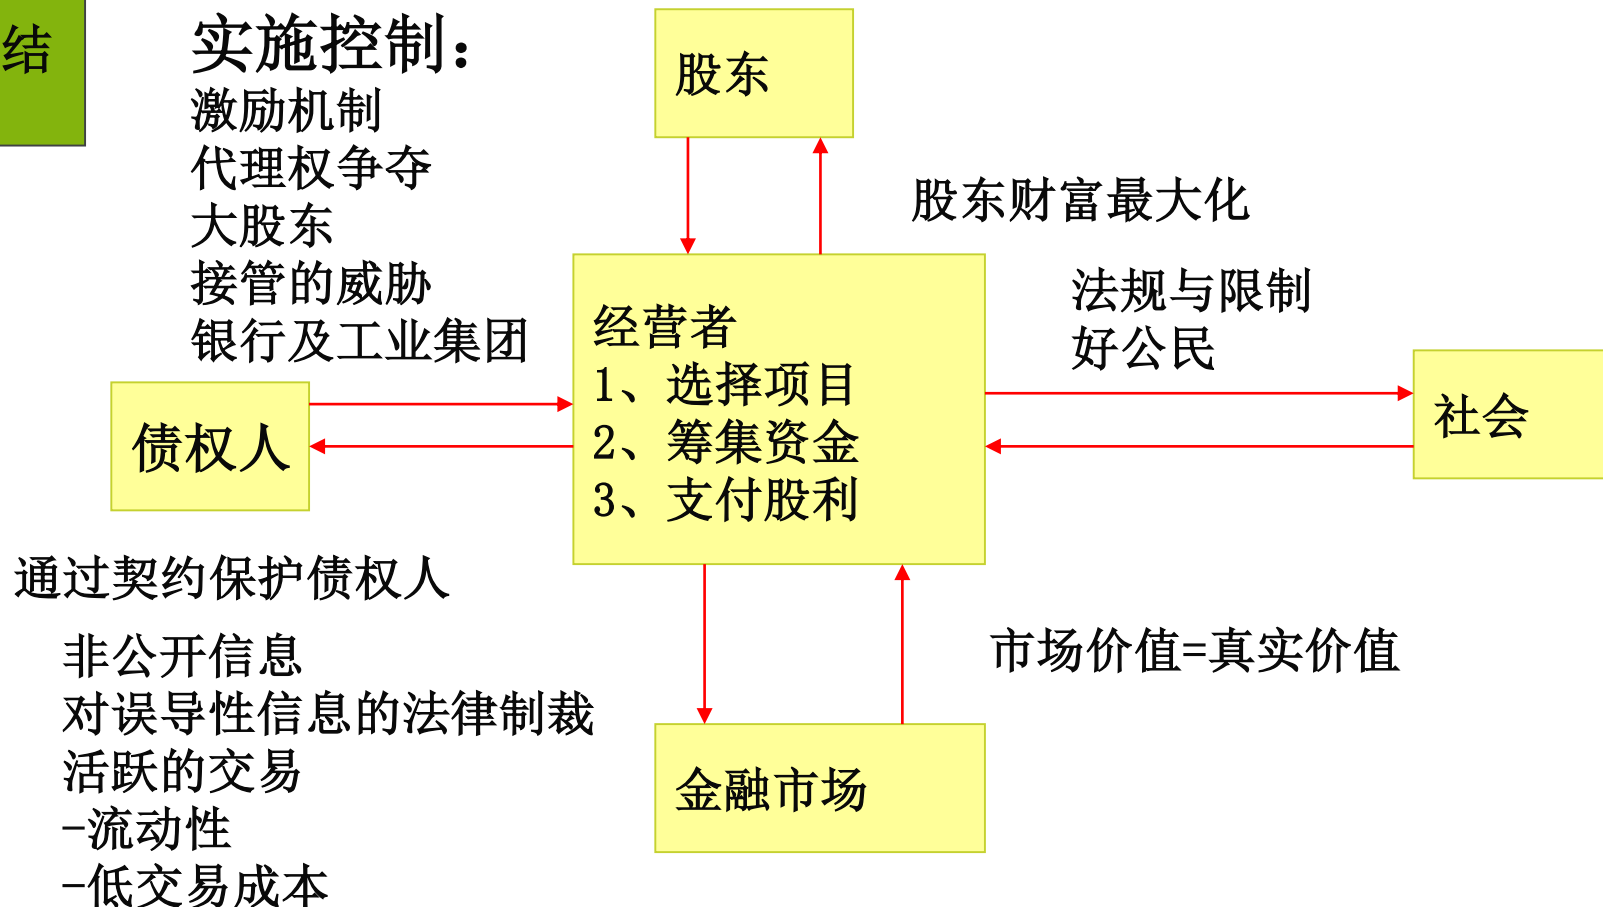 结
实施控制：
激励机制
代理权争夺
大股东
接管的威胁
银行及工业集团
股东
股东财富最大化
法规与限制
好公民
经营者
1、选择项目
2、筹集资金
3、支付股利
债权人
社会
通过契约保护债权人
非公开信息
对误导性信息的法律制裁
活跃的交易
-流动性
-低交易成本
市场价值=真实价值
金融市场